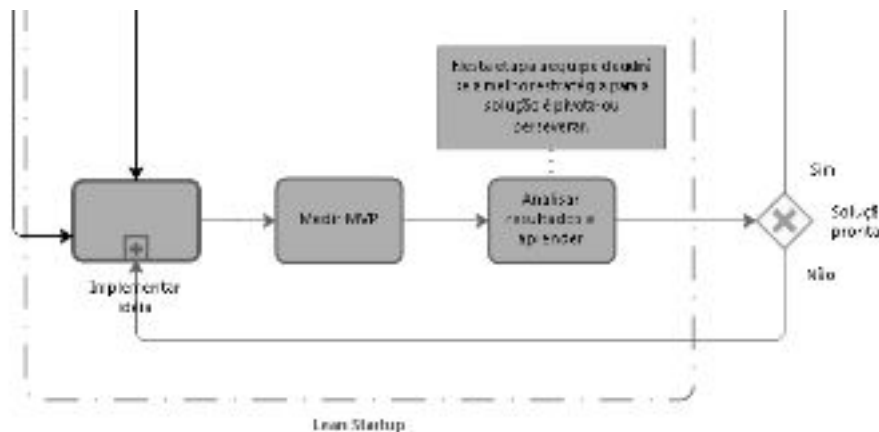 Nesta etapa a equipe decidirá
se a melhor estratégia para a
solução é pivotar ou
perseverar.
Sim
Medir MVP
Analisar
resultados e
aprender
Soluçã
pronta
Não
Implementar
ideia
Lean Startup